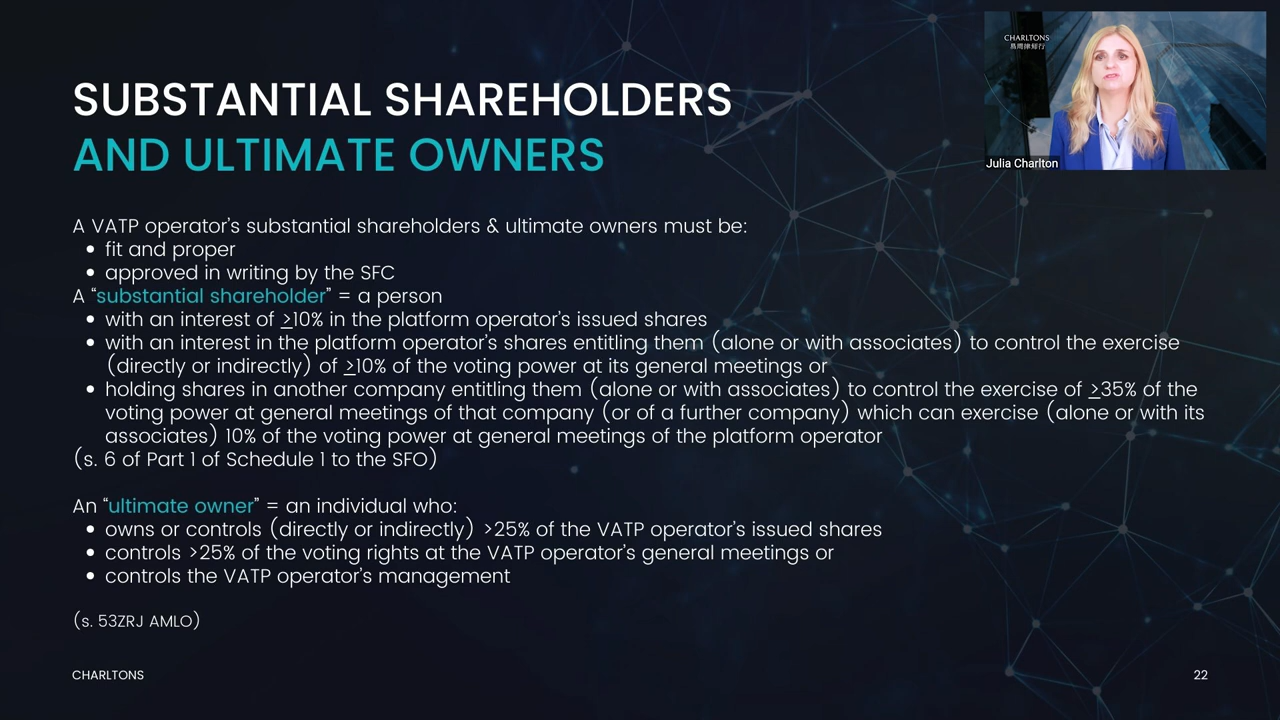 CHARLTONS
易周律師行
Julia Charlton
SUBSTANTIAL SHAREHOLDERS
AND ULTIMATE OWNERS
A VATP operator’s substantial shareholders & ultimate owners must be:
• fit and proper
• approved in writing by the SFC
A “substantial shareholder” = a person
• with an interest of ≥10% in the platform operator’s issued shares
• with an interest in the platform operator’s shares entitling them (alone or with associates) to control the exercise
(directly or indirectly) of ≥10% of the voting power at its general meetings or
• holding shares in another company entitling them (alone or with associates) to control the exercise of ≥35% of the
voting power at general meetings of that company (or of a further company) which can exercise (alone or with its
associates) 10% of the voting power at general meetings of the platform operator
(s. 6 of Part 1 of Schedule 1 to the SFO)
An “ultimate owner” = an individual who:
• owns or controls (directly or indirectly) >25% of the VATP operator’s issued shares
• controls >25% of the voting rights at the VATP operator’s general meetings or
• controls the VATP operator’s management
(s. 53ZRJ AMLO)
CHARLTONS
22